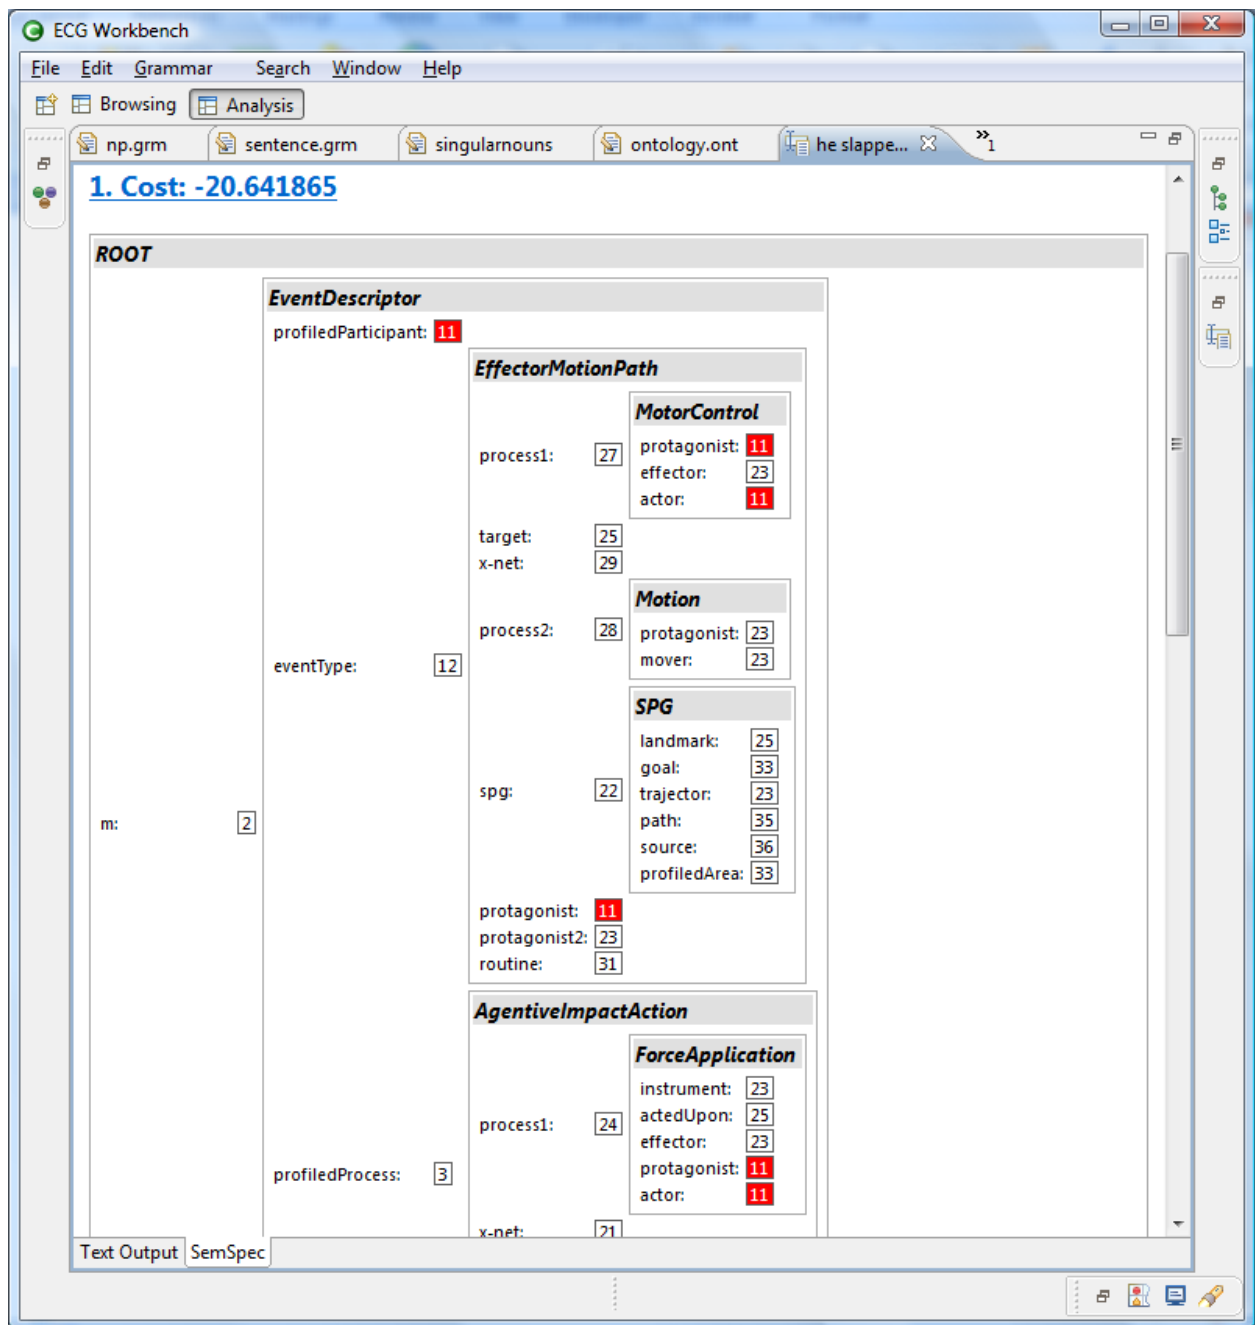 ECG Workbench
File Edit Grammar Search Window Help
Browsing Analysis
np.grm sentence.grm singularnouns ontology.ont he slappe... »1
1. Cost: -20.641865
ROOT
EventDescriptor
profiledParticipant: 11
EffectorMotionPath
MotorControl
protagonist: 11
process1: 27
effector: 23
actor: 11
target: 25
x-net: 29
Motion
process2: 28
protagonist: 23
mover: 23
eventType: 12
SPG
landmark: 25
goal: 33
spg: 22
trajector: 23
path: 35
m: 2
source: 36
profiledArea: 33
protagonist: 11
protagonist2: 23
routine: 31
AgentiveImpactAction
ForceApplication
instrument: 23
actedUpon: 25
process1: 24
effector: 23
protagonist: 11
profiledProcess: 3
actor: 11
x-net: 21
Text Output SemSpec